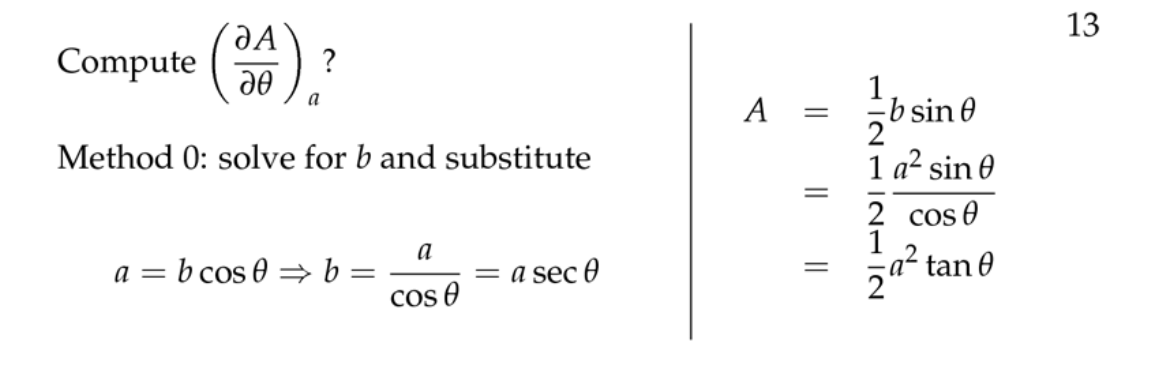 13
Compute (∂A/∂θ)ₐ ?
Method 0: solve for b and substitute
a = b cos θ ⇒ b = a/cos θ = a sec θ
A = 1/2 b sin θ
= 1/2 a² sin θ/cos θ
= 1/2 a² tan θ